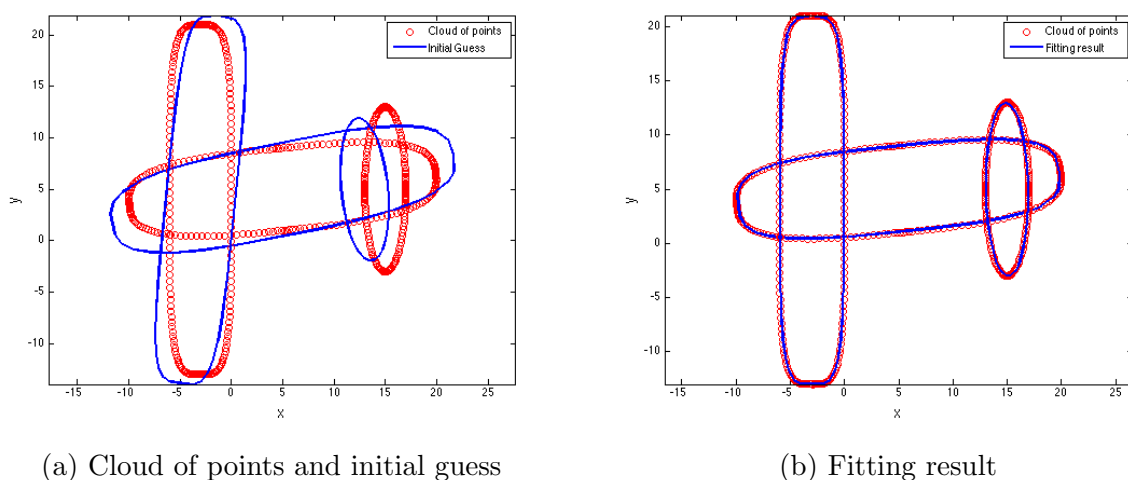 Cloud of points
Initial Guess
20
15
10
5
0
-5
-10
y
-15 -10 -5 0 5 10 15 20 25
x
(a) Cloud of points and initial guess
Cloud of points
Fitting result
20
15
10
5
0
-5
-10
y
-15 -10 -5 0 5 10 15 20 25
x
(b) Fitting result